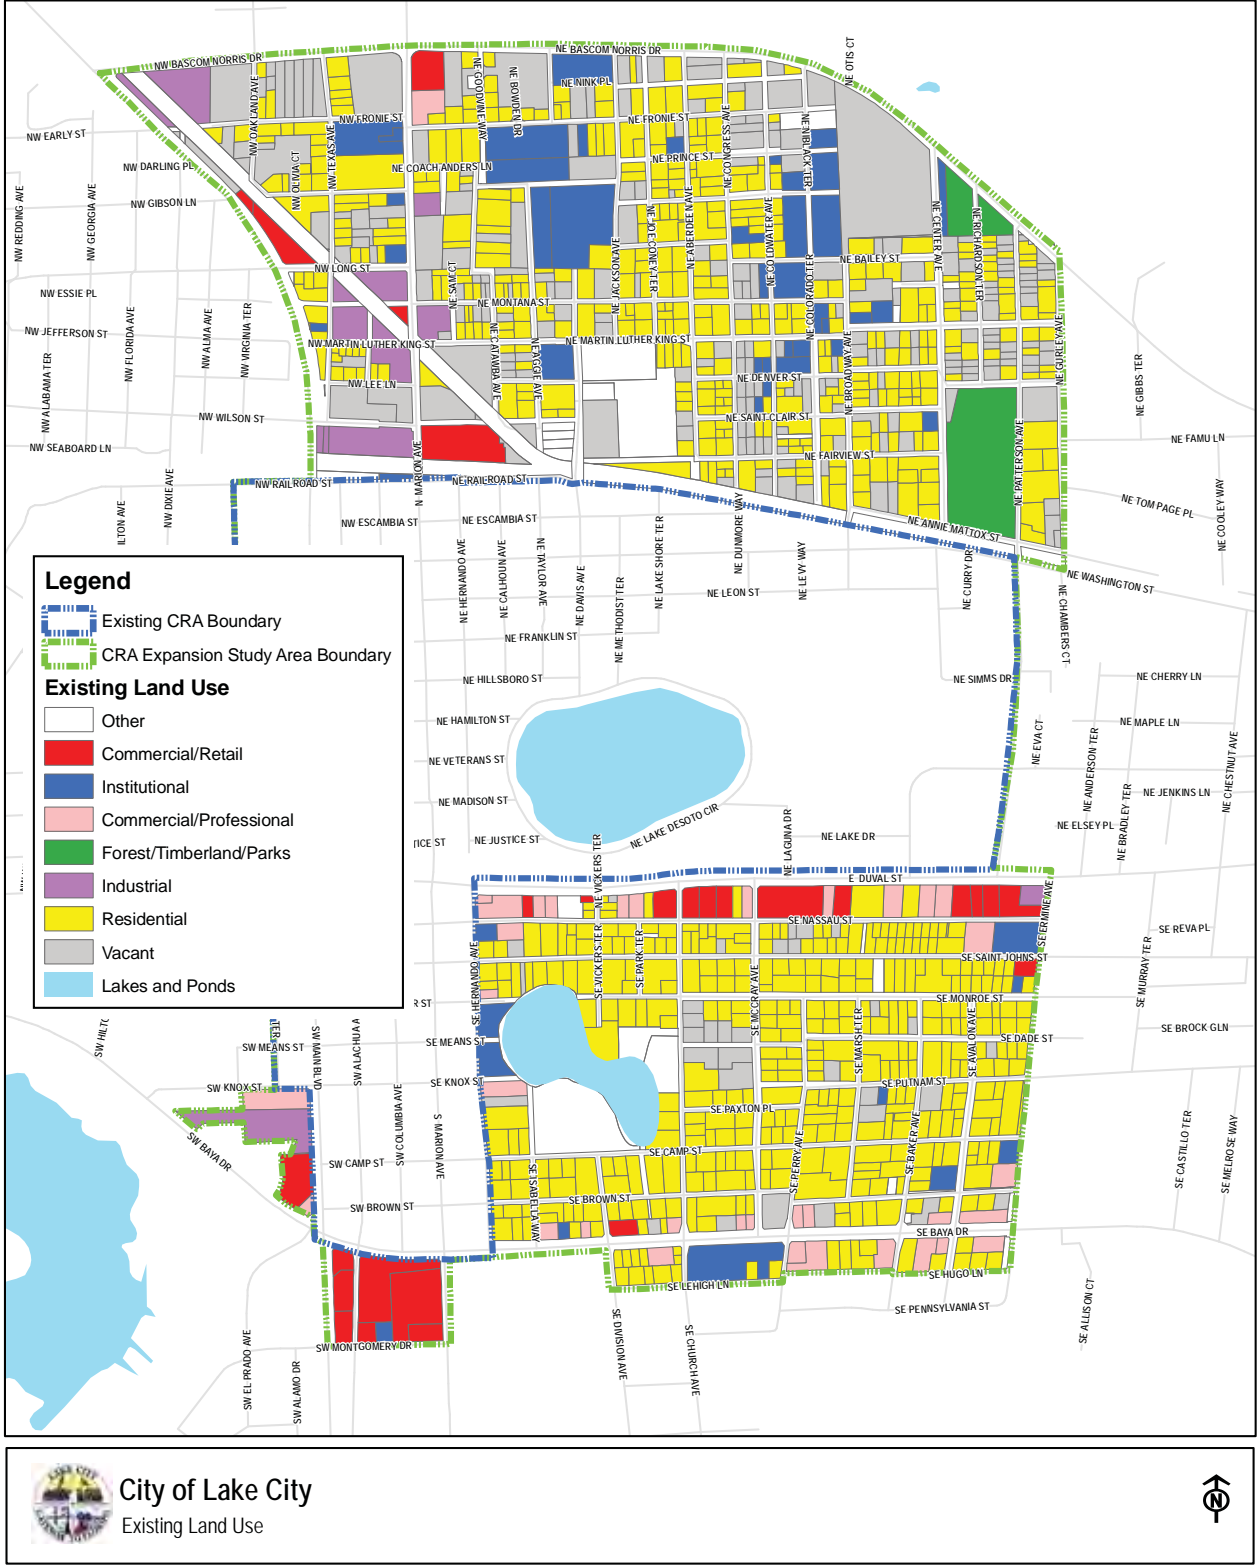 NW BASCOM NORRIS DR
NE BASCOM NORRIS DR
NE OTIS CT
NE NINK PL
NE GOODWINE WAY
NE BOWDEN DR
NW OAKLAND AVE
NW FRONIE ST
NE FRONIE ST
NE CONGRESS AVE
NE NIBLACK TER
NW EARLY ST
NW DARLING PL
NW OLIVIA CT
NW TEXAS AVE
NE COACH ANDERS LN
NE PRINCE ST
NW REDDING AVE
NW GEORGIA AVE
NW GIBSON LN
NE JOE CONEY TER
NE ABERDEEN AVE
NE COLDWATER AVE
NE CENTER AVE
NE RICHARDSON TER
NE JACKSON AVE
NW LONG ST
NE SAM CT
NE BAILEY ST
NE COLORADO TER
NW ESSIE PL
NE MONTANA ST
NW JEFFERSON ST
NW FLORIDA AVE
NW ALMA AVE
NW VIRGINIA TER
NW MARTIN LUTHER KING ST
NE CATAWBA AVE
NE AGGIE AVE
NE MARTIN LUTHER KING ST
NE BROADWAY AVE
NE GURLEY AVE
NE GIBBS TER
NW ALABAMA TER
NW LEE LN
NE DENVER ST
NW WILSON ST
NE SAINT CLAIR ST
NW SEABOARD LN
N MARION AVE
NE FAIRVIEW ST
NE PATTERSON AVE
NE FAMU LN
NW DIXIE AVE
NW RAILROAD ST
NE RAILROAD ST
ILTON AVE
NW ESCAMBIA ST
NE ESCAMBIA ST
NE DUNMORE WAY
NE ANNIE MATTOX ST
NE TOM PAGE PL
NE COOLEY WAY
NE HERNANDO AVE
NE CALHOUN AVE
NE TAYLOR AVE
NE DAVIS AVE
NE METHODIST TER
NE LAKE SHORE TER
NE LEVY WAY
NE LEON ST
NE CURRY DR
NE WASHINGTON ST
NE CHAMBERS CT
Legend
Existing CRA Boundary
CRA Expansion Study Area Boundary
Existing Land Use
Other
Commercial/Retail
Institutional
Commercial/Professional
Forest/Timberland/Parks
Industrial
Residential
Vacant
Lakes and Ponds
NE FRANKLIN ST
NE HILLSBORO ST
NE SIMMS DR
NE CHERRY LN
NE HAMILTON ST
NE MAPLE LN
NE EVA CT
NE VETERANS ST
NE ANDERSON TER
NE CHESTNUT AVE
NE MADISON ST
NE JENKINS LN
NE BRADLEY TER
NE ELSEY PL
TICE ST
NE JUSTICE ST
NE LAKE DESOTO CIR
NE LAGUNA DR
NE LAKE DR
NE VICKERS TER
E DUVAL ST
SE NASSAU ST
SE ERMINE AVE
SE REVA PL
SE HERNANDO AVE
SE VICKERS TER
SE PARK TER
SE SAINT JOHNS ST
SE MURRAY TER
SE MCCRAY AVE
R ST
SE MONROE ST
SW HILTO
TER
SW MAIN BLVD
SW ALACHUA A
SE MEANS ST
SW MEANS ST
SE MARSH TER
SE AVALON AVE
SE DADE ST
SE BROCK GLN
SW KNOX ST
SE KNOX ST
SE PUTNAM ST
SW COLUMBIA AVE
S MARION AVE
SE PAXTON PL
SW BAYA DR
SW CAMP ST
SE CAMP ST
SE PERRY AVE
SE BAKER AVE
SE CASTILLO TER
SE MELROSE WAY
SE ISABELLA WAY
SW BROWN ST
SE BROWN ST
SE BAYA DR
SE LEHIGH LN
SE HUGO LN
SE DIVISION AVE
SE CHURCH AVE
SE PENNSYLVANIA ST
SE ALLISON CT
SW MONTGOMERY DR
SW EL PRADO AVE
SW ALAMO DR
City of Lake City
Existing Land Use
N